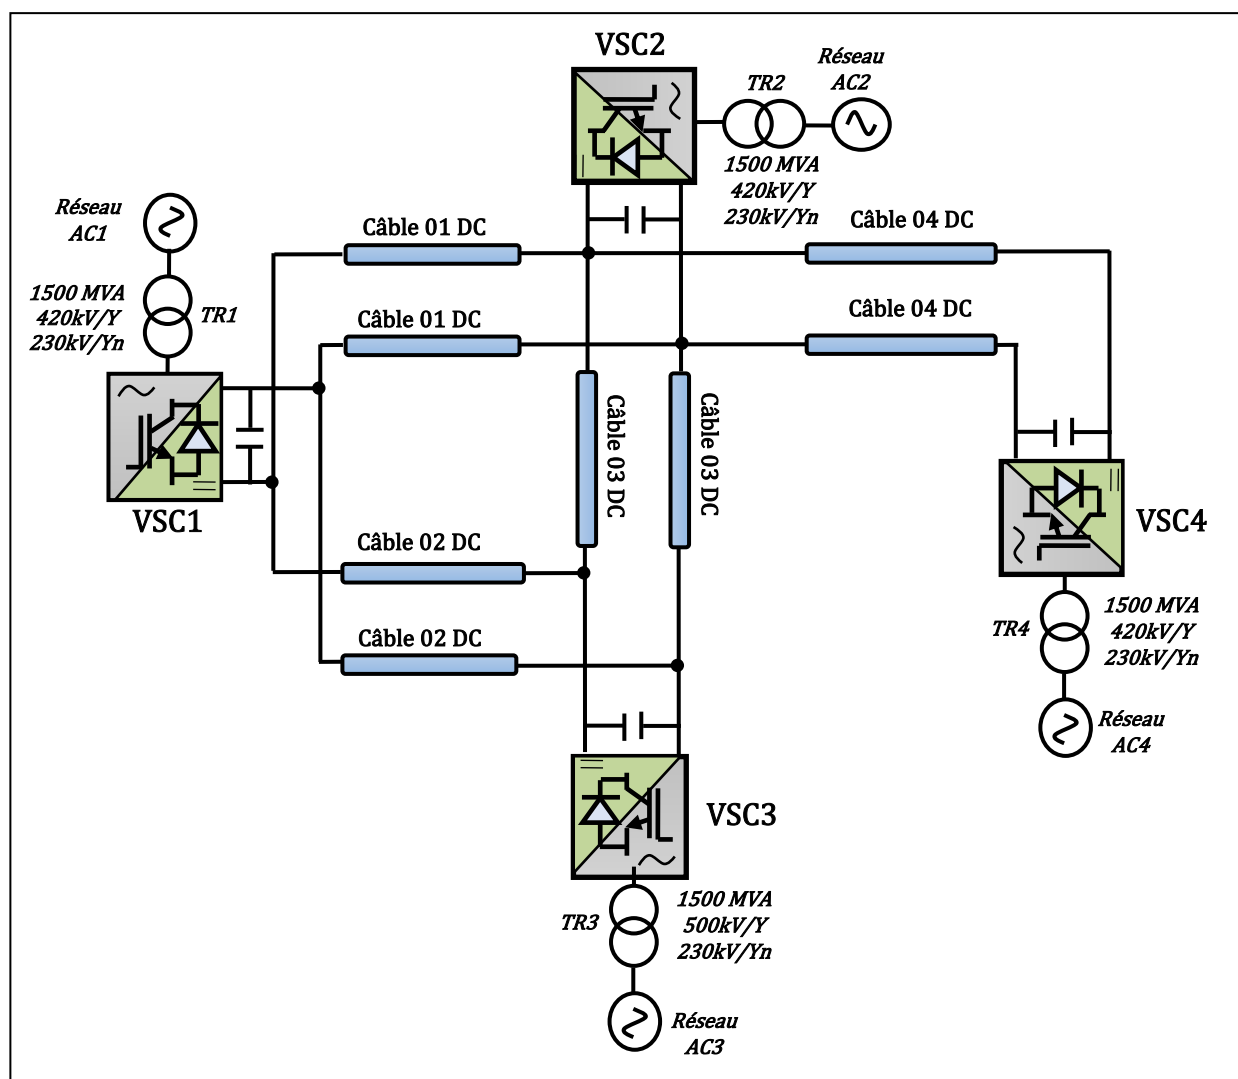 VSC2
Réseau
AC2
TR2
1500 MVA
420kV/Y
230kV/Yn
Réseau
AC1
1500 MVA
420kV/Y
230kV/Yn
TR1
Câble 01 DC
Câble 04 DC
Câble 01 DC
Câble 04 DC
Câble 03 DC
Câble 03 DC
VSC1
VSC4
Câble 02 DC
Câble 02 DC
TR4
1500 MVA
420kV/Y
230kV/Yn
Réseau
AC4
VSC3
TR3
1500 MVA
500kV/Y
230kV/Yn
Réseau
AC3